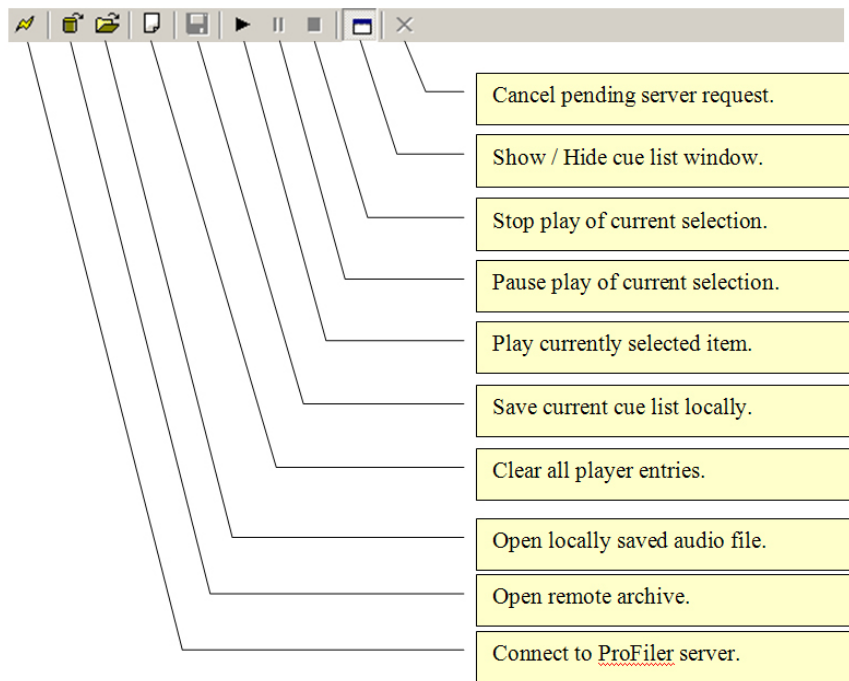 Cancel pending server request.
Show / Hide cue list window.
Stop play of current selection.
Pause play of current selection.
Play currently selected item.
Save current cue list locally.
Clear all player entries.
Open locally saved audio file.
Open remote archive.
Connect to ProFiler server.